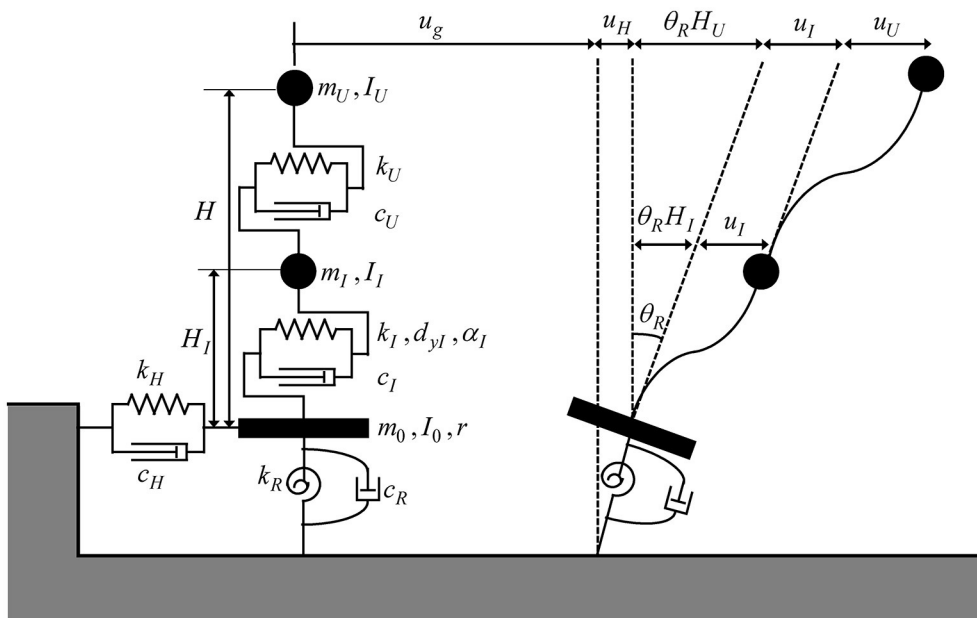 u_g
u_H
θ_R H_U
u_I
u_U
m_U, I_U
k_U
c_U
H
θ_R H_I
u_I
m_I, I_I
H_I
θ_R
k_I, d_yI, α_I
c_I
k_H
c_H
m_0, I_0, r
k_R
c_R